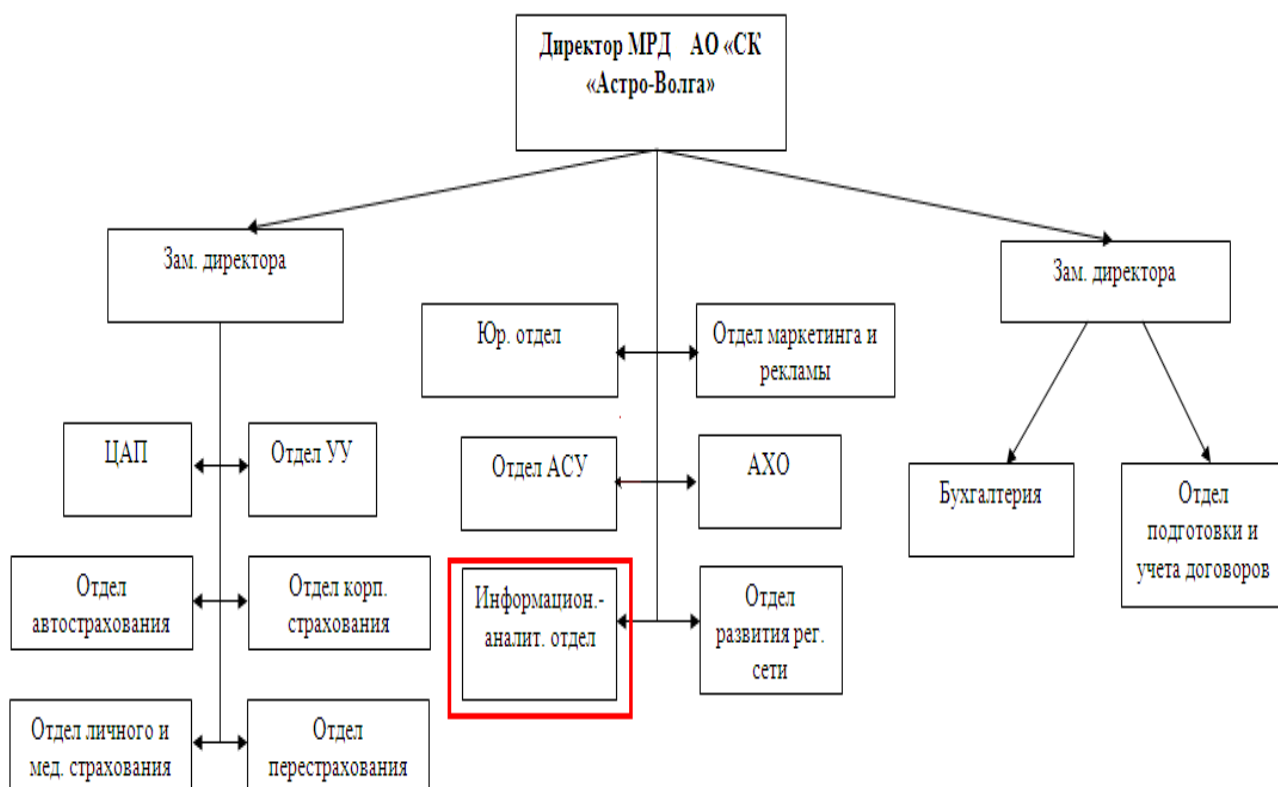 Директор МРД АО «СК
«Астро-Волга»
Зам. директора
Зам. директора
Юр. отдел
Отдел маркетинга и
рекламы
ЦАП
Отдел УУ
Отдел АСУ
АХО
Бухгалтерия
Отдел
подготовки и
учета договоров
Отдел
автострахования
Отдел корп.
страхования
Информацион.-
аналит. отдел
Отдел
развития рег.
сети
Отдел личного и
мед. страхования
Отдел
перестрахования